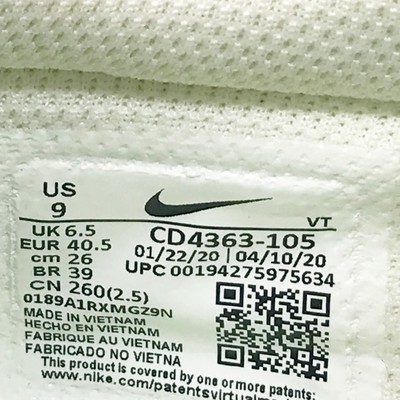 US
9
VT
UK 6.5
EUR 40.5
cm 26
BR 39
CN 260(2.5)
CD4363-105
01/22/20 | 04/10/20
UPC 00194275975634
0189A1RXMGZ9N
MADE IN VIETNAM
HECHO EN VIETNAM
FABRIQUE AU VIETNAM
FABRICADO NO VIETNA
This product is covered by one or more patents:
www.nike.com/patentsvirtualmarking